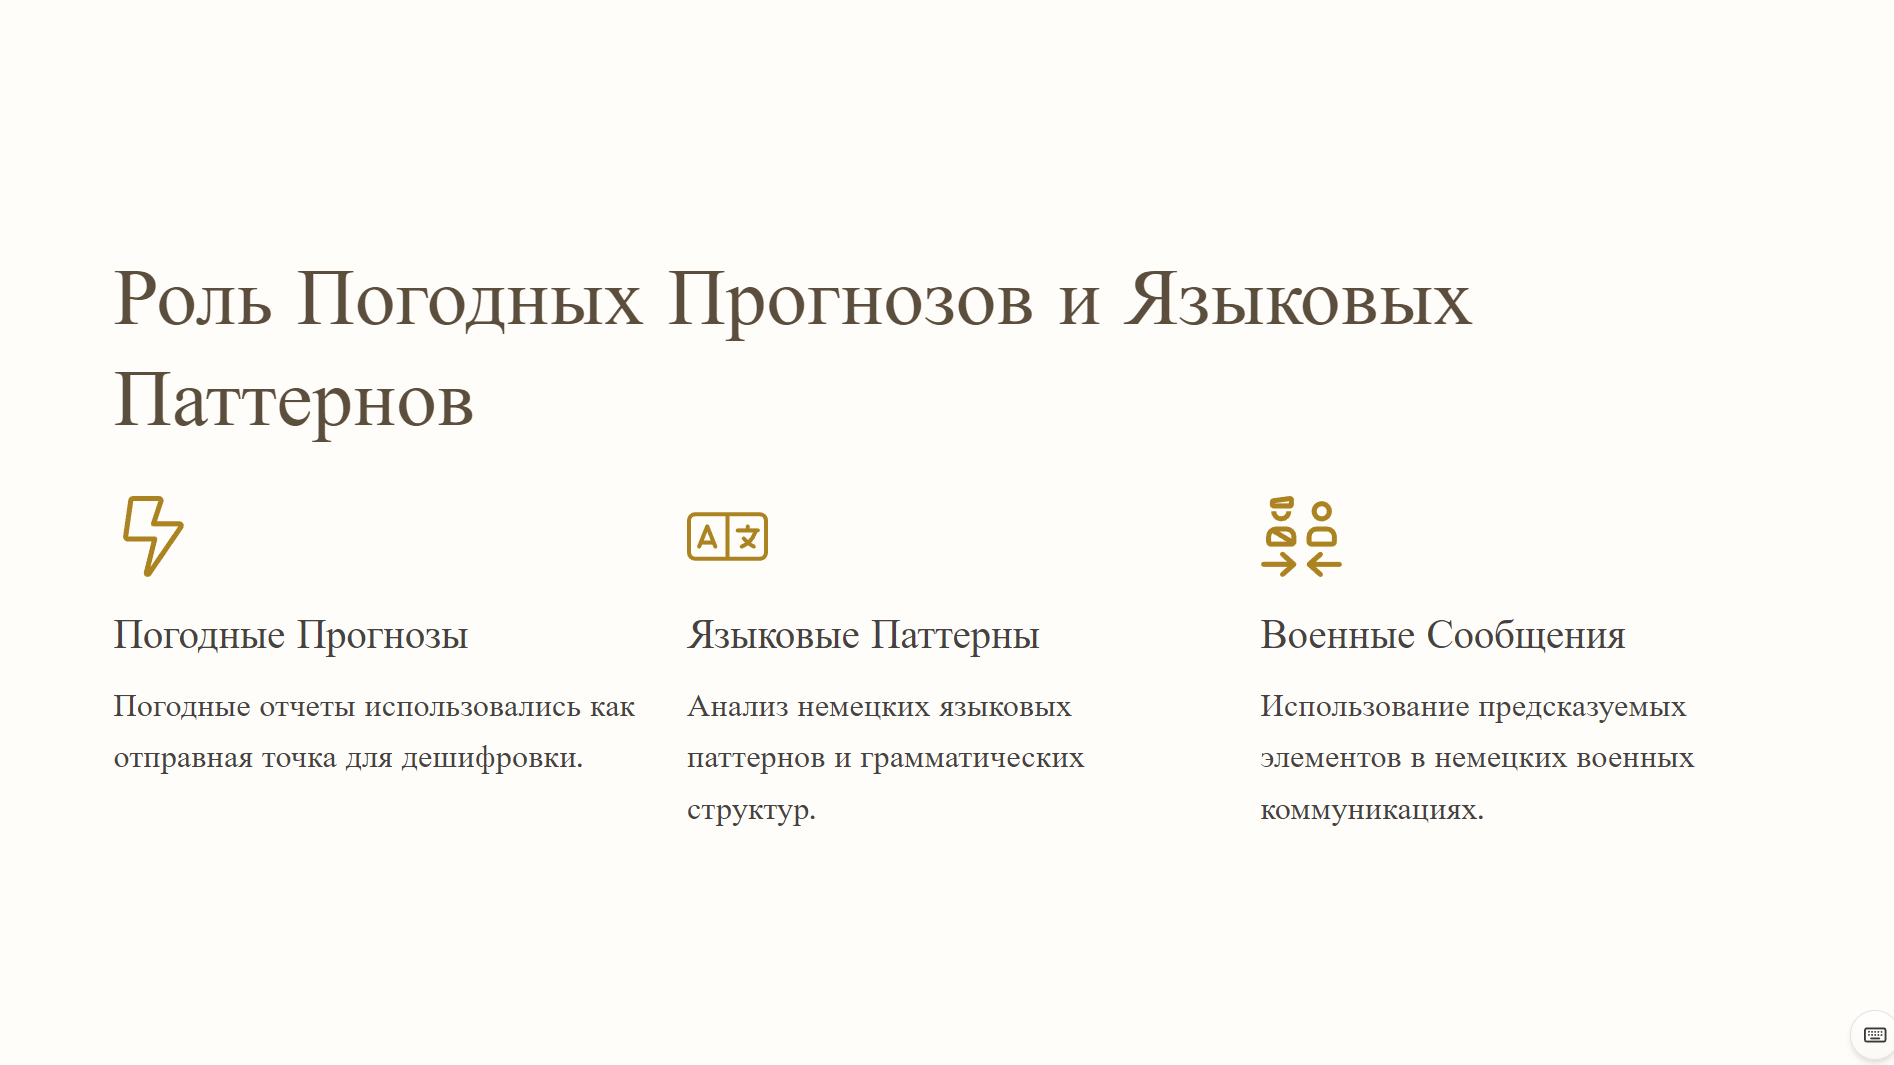 Роль Погодных Прогнозов и Языковых
Паттернов
A 文
Погодные Прогнозы
Погодные отчеты использовались как
отправная точка для дешифровки.
Языковые Паттерны
Анализ немецких языковых
паттернов и грамматических
структур.
Военные Сообщения
Использование предсказуемых
элементов в немецких военных
коммуникациях.